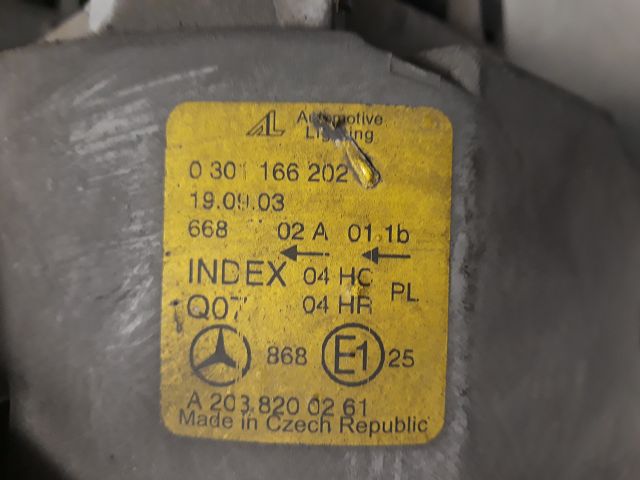 AL Automotive
Lighting
0 301 166 202
19.09.03
668 02 A 01.1b
INDEX 04 HC PL
Q07 04 HR
868 E1 25
A 203 820 02 61
Made in Czech Republic